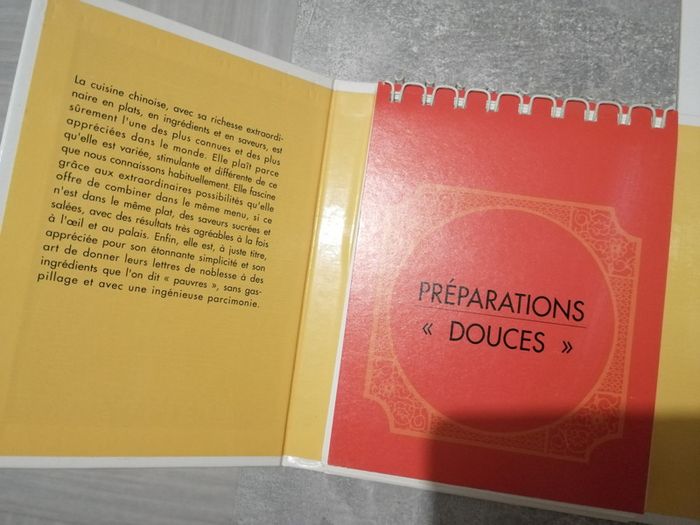 La cuisine chinoise, avec sa richesse extraordi-
naire en plats, en ingrédients et en saveurs, est
sûrement l'une des plus connues et des plus
appréciées dans le monde. Elle plaît parce
qu'elle est variée, stimulante et différente de ce
que nous connaissons habituellement. Elle fascine
grâce aux extraordinaires possibilités qu'elle
offre de combiner dans le même menu, si ce
n'est dans le même plat, des saveurs sucrées et
salées, avec des résultats très agréables à la fois
à l'œil et au palais. Enfin, elle est, à juste titre,
appréciée pour son étonnante simplicité et son
art de donner leurs lettres de noblesse à des
ingrédients que l'on dit « pauvres », sans gas-
pillage et avec une ingénieuse parcimonie.
PRÉPARATIONS
« DOUCES »